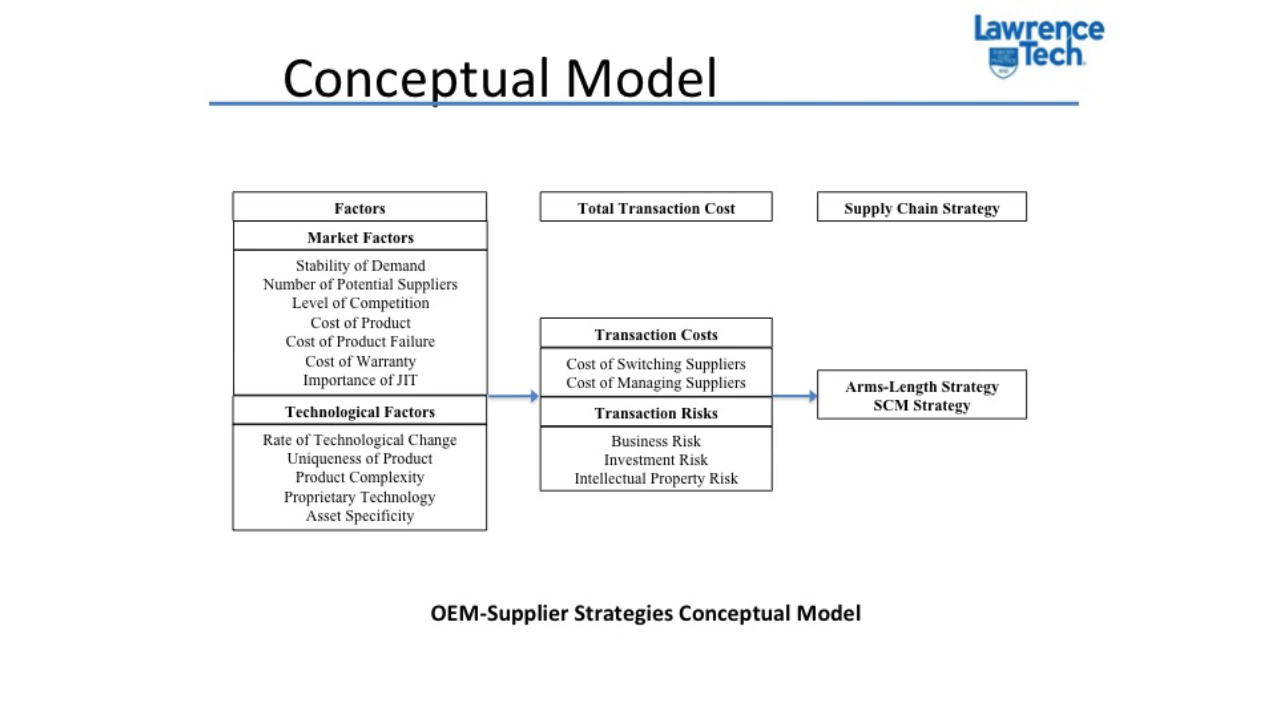 Lawrence
Tech
Conceptual Model
Factors
Total Transaction Cost
Supply Chain Strategy
Market Factors
Stability of Demand
Number of Potential Suppliers
Level of Competition
Cost of Product
Cost of Product Failure
Cost of Warranty
Importance of JIT
Technological Factors
Rate of Technological Change
Uniqueness of Product
Product Complexity
Proprietary Technology
Asset Specificity
Transaction Costs
Cost of Switching Suppliers
Cost of Managing Suppliers
Transaction Risks
Business Risk
Investment Risk
Intellectual Property Risk
Arms-Length Strategy
SCM Strategy
OEM-Supplier Strategies Conceptual Model